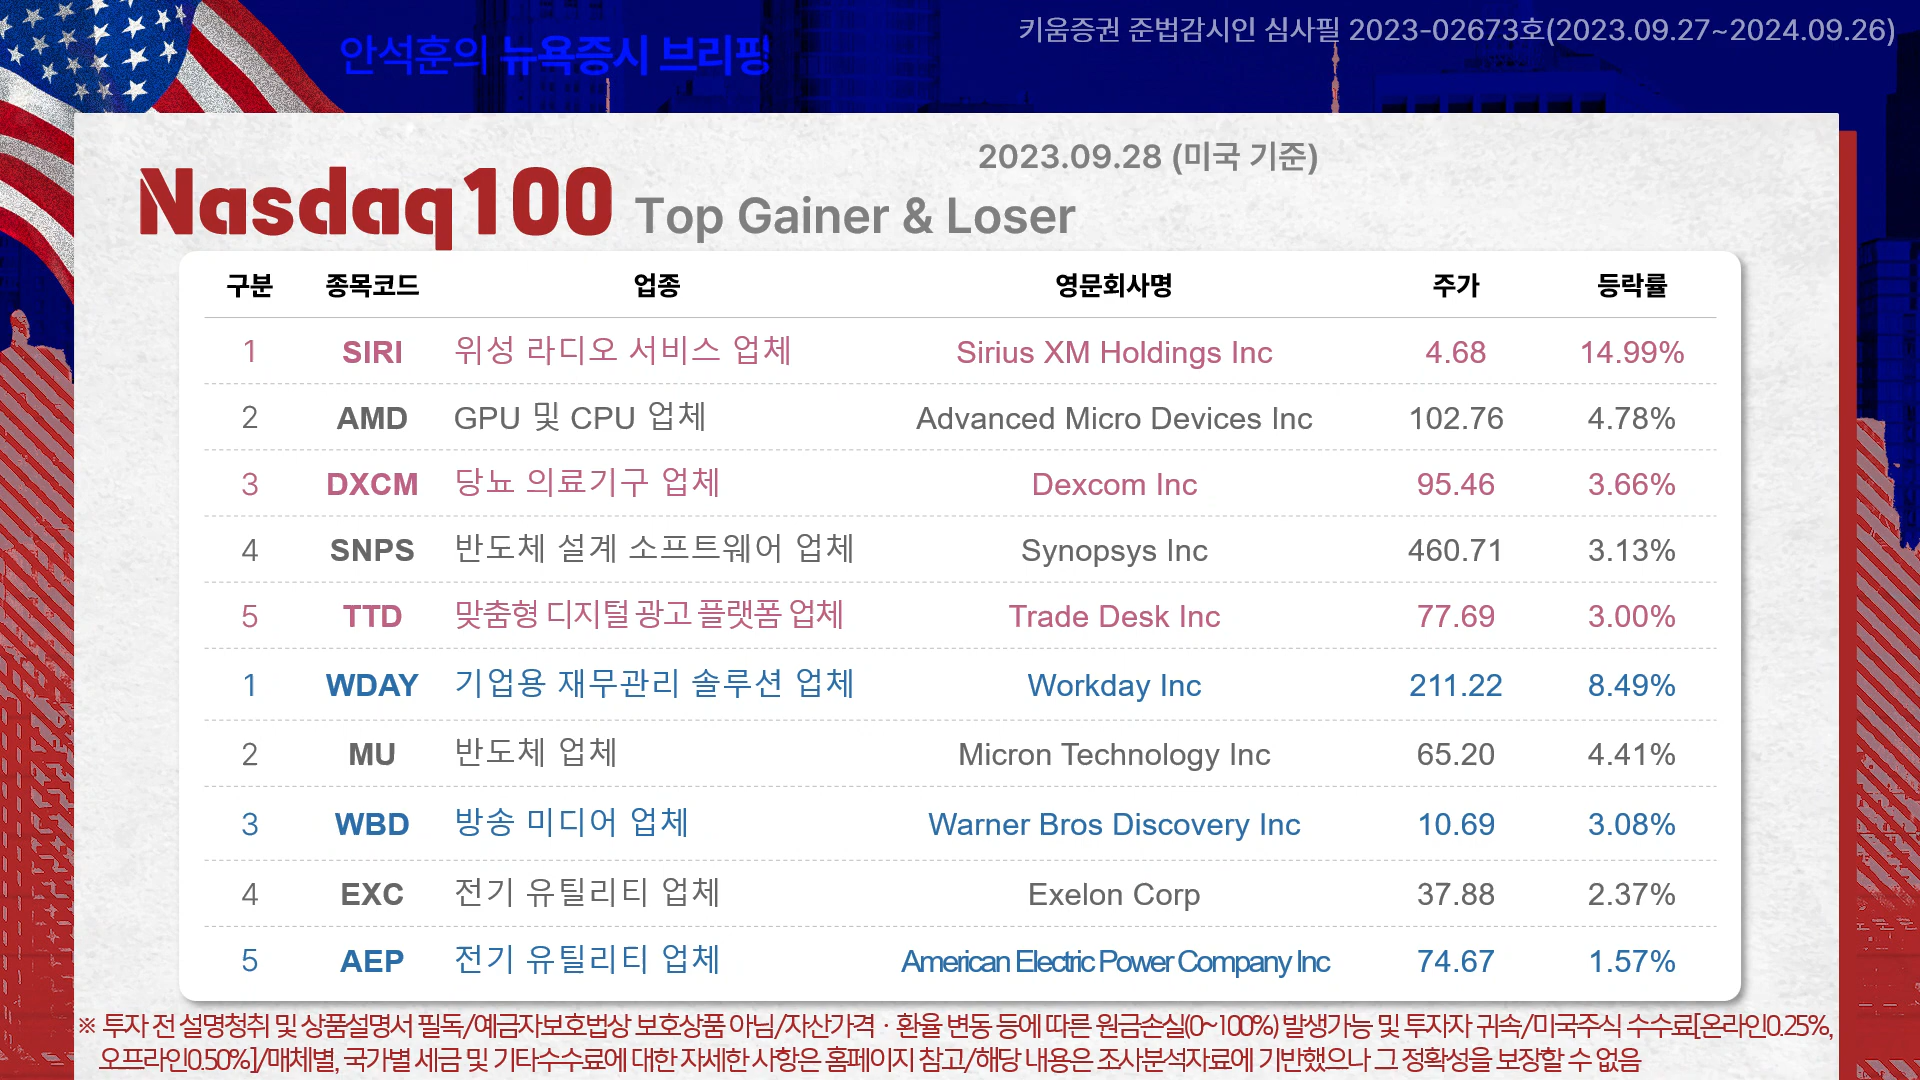 안석훈의 뉴욕증시 브리핑
키움증권 준법감시인 심사필 2023-02673호(2023.09.27~2024.09.26)
2023.09.28 (미국 기준)
Nasdaq100 Top Gainer & Loser
구분 종목코드 업종 영문회사명 주가 등락률
1 SIRI 위성 라디오 서비스 업체 Sirius XM Holdings Inc 4.68 14.99%
2 AMD GPU 및 CPU 업체 Advanced Micro Devices Inc 102.76 4.78%
3 DXCM 당뇨 의료기구 업체 Dexcom Inc 95.46 3.66%
4 SNPS 반도체 설계 소프트웨어 업체 Synopsys Inc 460.71 3.13%
5 TTD 맞춤형 디지털 광고 플랫폼 업체 Trade Desk Inc 77.69 3.00%
1 WDAY 기업용 재무관리 솔루션 업체 Workday Inc 211.22 8.49%
2 MU 반도체 업체 Micron Technology Inc 65.20 4.41%
3 WBD 방송 미디어 업체 Warner Bros Discovery Inc 10.69 3.08%
4 EXC 전기 유틸리티 업체 Exelon Corp 37.88 2.37%
5 AEP 전기 유틸리티 업체 American Electric Power Company Inc 74.67 1.57%
※ 투자 전 설명청취 및 상품설명서 필독/예금자보호법상 보호상품 아님/자산가격 · 환율 변동 등에 따른 원금손실(0~100%) 발생가능 및 투자자 귀속/미국주식 수수료[온라인0.25%,
오프라인0.50%]/매체별, 국가별 세금 및 기타수수료에 대한 자세한 사항은 홈페이지 참고/해당 내용은 조사분석자료에 기반했으나 그 정확성을 보장할 수 없음